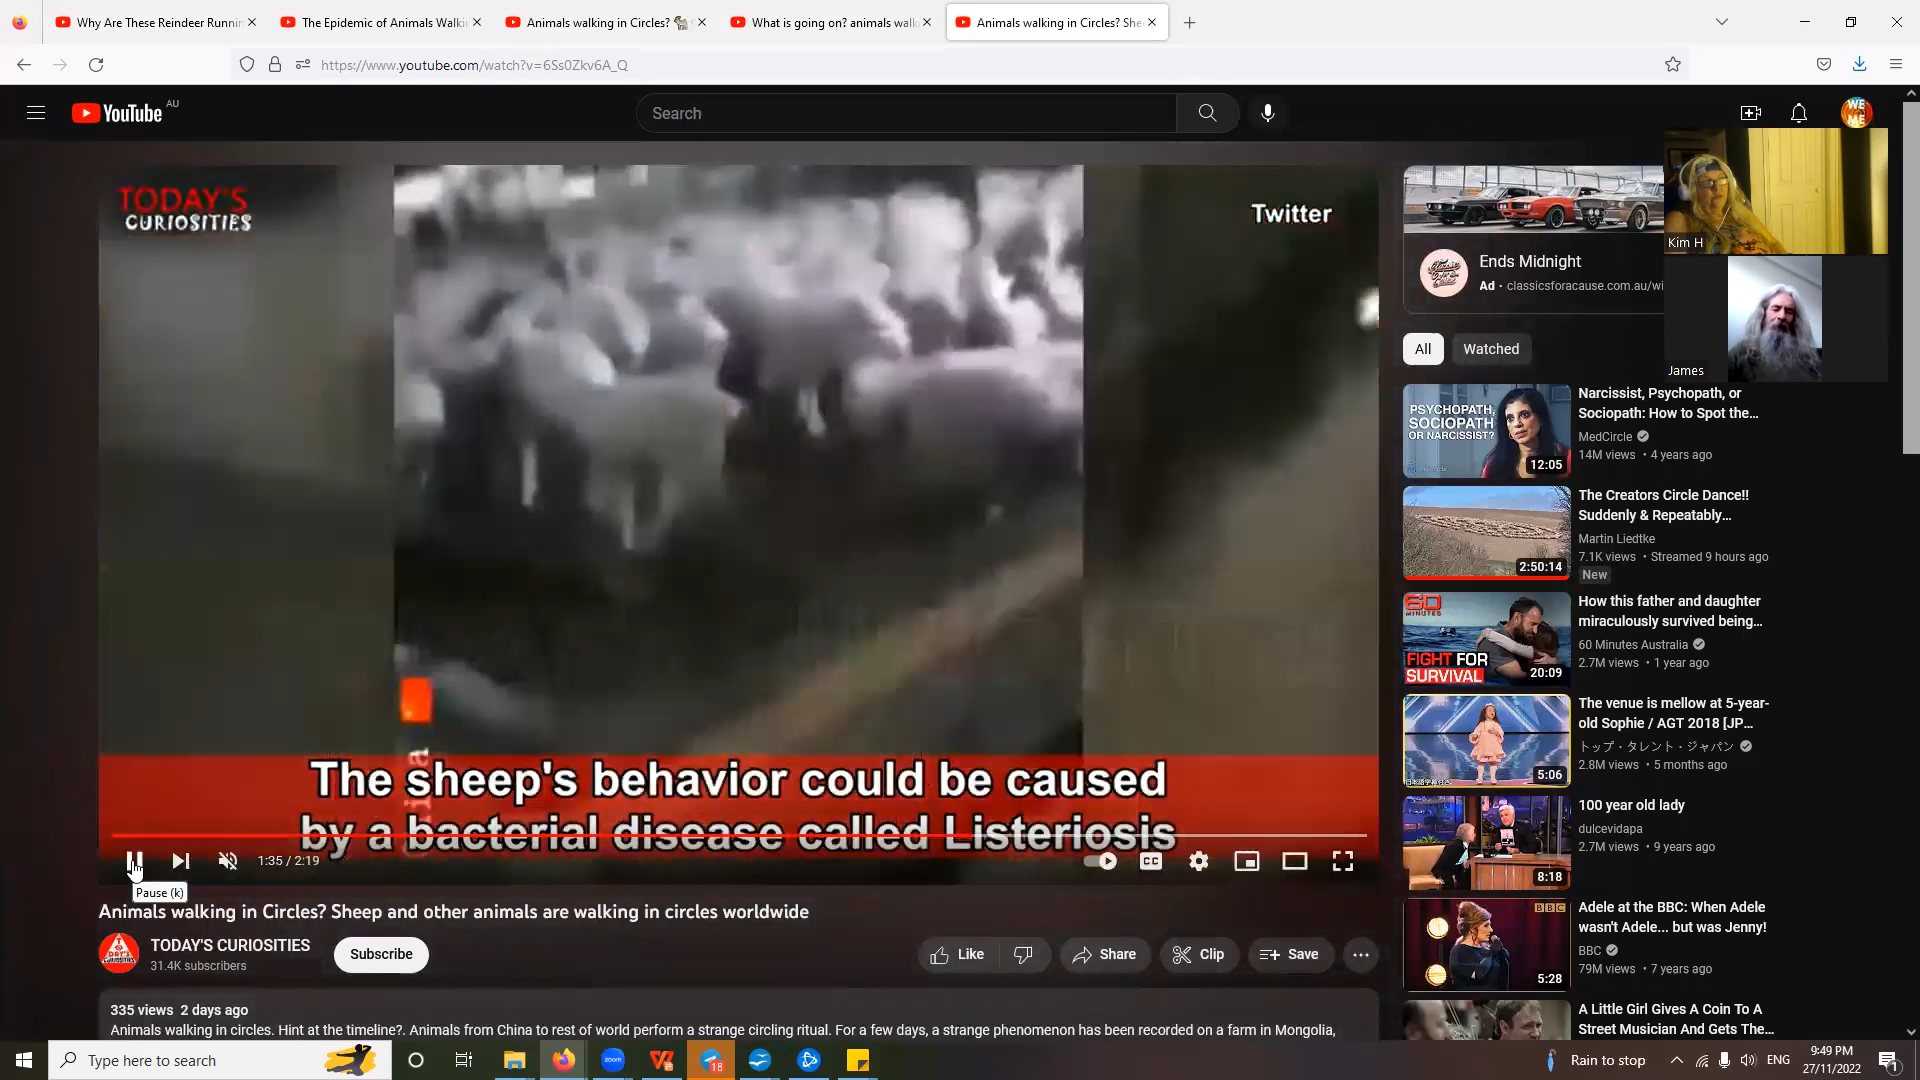 Why Are These Reindeer Runnin
The Epidemic of Animals Walki
Animals walking in Circles?
What is going on? animals walk
Animals walking in Circles? She
https://www.youtube.com/watch?v=6Ss0Zkv6A_Q
YouTube AU
Search
WE ME
TODAY'S
CURIOSITIES
Twitter
The sheep's behavior could be caused
by a bacterial disease called Listeriosis
1:35 / 2:19
CC
Pause (k)
Animals walking in Circles? Sheep and other animals are walking in circles worldwide
TODAY'S CURIOSITIES
31.4K subscribers
Subscribe
Like
Share
Clip
Save
335 views 2 days ago
Animals walking in circles. Hint at the timeline?. Animals from China to rest of world perform a strange circling ritual. For a few days, a strange phenomenon has been recorded on a farm in Mongolia,
Ends Midnight
Ad • classicsforacause.com.au/wi
Kim H
James
All
Watched
PSYCHOPATH,
SOCIOPATH
OR NARCISSIST?
12:05
Narcissist, Psychopath, or
Sociopath: How to Spot the...
MedCircle
14M views • 4 years ago
2:50:14
The Creators Circle Dance!!
Suddenly & Repeatably...
Martin Liedtke
7.1K views • Streamed 9 hours ago
New
60 MINUTES
FIGHT FOR
SURVIVAL
20:09
How this father and daughter
miraculously survived being...
60 Minutes Australia
2.7M views • 1 year ago
5:06
The venue is mellow at 5-year-
old Sophie / AGT 2018 [JP...
トップ・タレント・ジャパン
2.8M views • 5 months ago
8:18
100 year old lady
dulcevidapa
2.7M views • 9 years ago
BBC
5:28
Adele at the BBC: When Adele
wasn't Adele... but was Jenny!
BBC
79M views • 7 years ago
A Little Girl Gives A Coin To A
Street Musician And Gets The...
Type here to search
zoom
18
Rain to stop
ENG
9:49 PM
27/11/2022
1